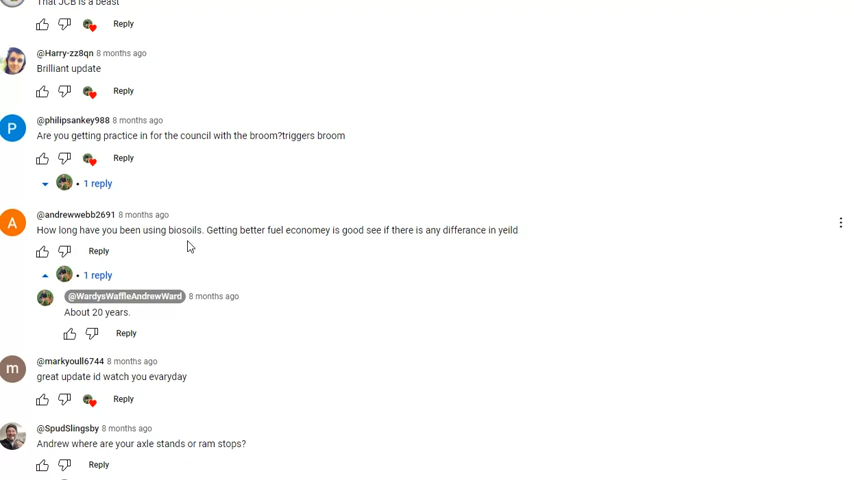 That JCB is a beast
Reply
@Harry-zz8qn 8 months ago
Brilliant update
Reply
P
@philipsankey988 8 months ago
Are you getting practice in for the council with the broom?triggers broom
Reply
1 reply
A
@andrewwebb2691 8 months ago
How long have you been using biosoils. Getting better fuel economey is good see if there is any differance in yeild
Reply
1 reply
@WardysWaffleAndrewWard 8 months ago
About 20 years.
Reply
m
@markyoull6744 8 months ago
great update id watch you evaryday
Reply
@SpudSlingsby 8 months ago
Andrew where are your axle stands or ram stops?
Reply